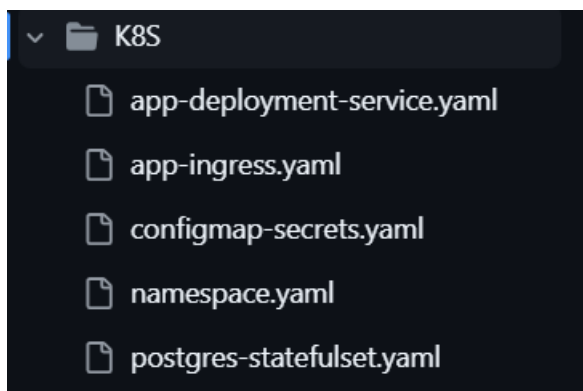 K8S
app-deployment-service.yaml
app-ingress.yaml
configmap-secrets.yaml
namespace.yaml
postgres-statefulset.yaml